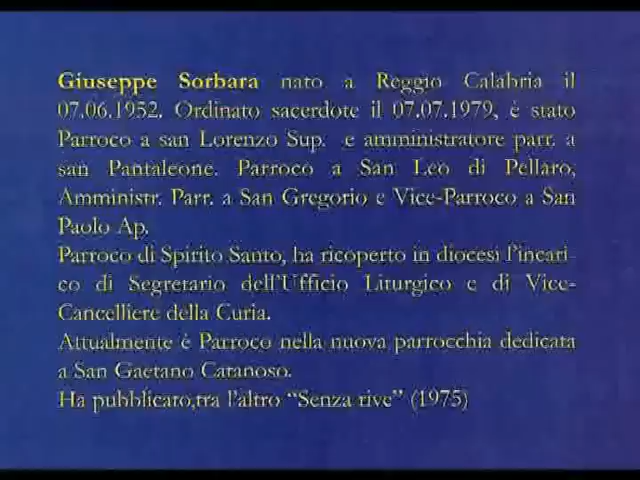 Giuseppe Sorbara nato a Reggio Calabria il
07.06.1952. Ordinato sacerdote il 07.07.1979, è stato
Parroco a san Lorenzo Sup. e amministratore parr. a
san Pantaleone. Parroco a San Leo di Pellaro,
Amministr. Parr. a San Gregorio e Vice-Parroco a San
Paolo Ap.
Parroco di Spirito Santo, ha ricoperto in diocesi l'incari-
co di Segretario dell'Ufficio Liturgico e di Vice-
Cancelliere della Curia.
Attualmente è Parroco nella nuova parrocchia dedicata
a San Gaetano Catanoso.
Ha pubblicato,tra l'altro "Senza rive" (1975)